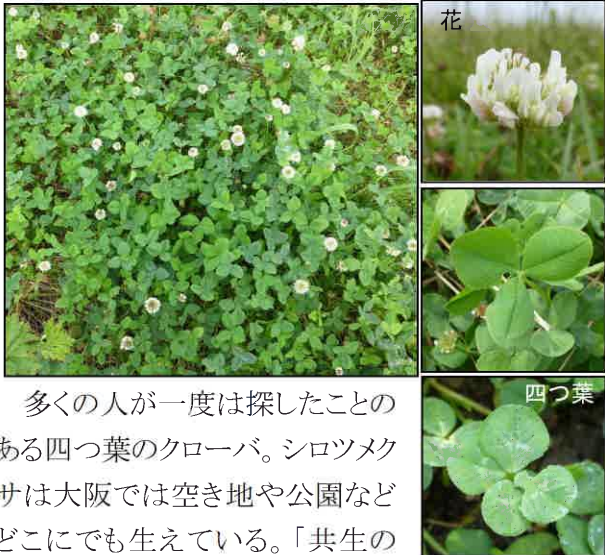 花
四つ葉
多くの人が一度は探したことの
ある四つ葉のクローバ。シロツメク
サは大阪では空き地や公園など
どこにでも生えている。「共生の